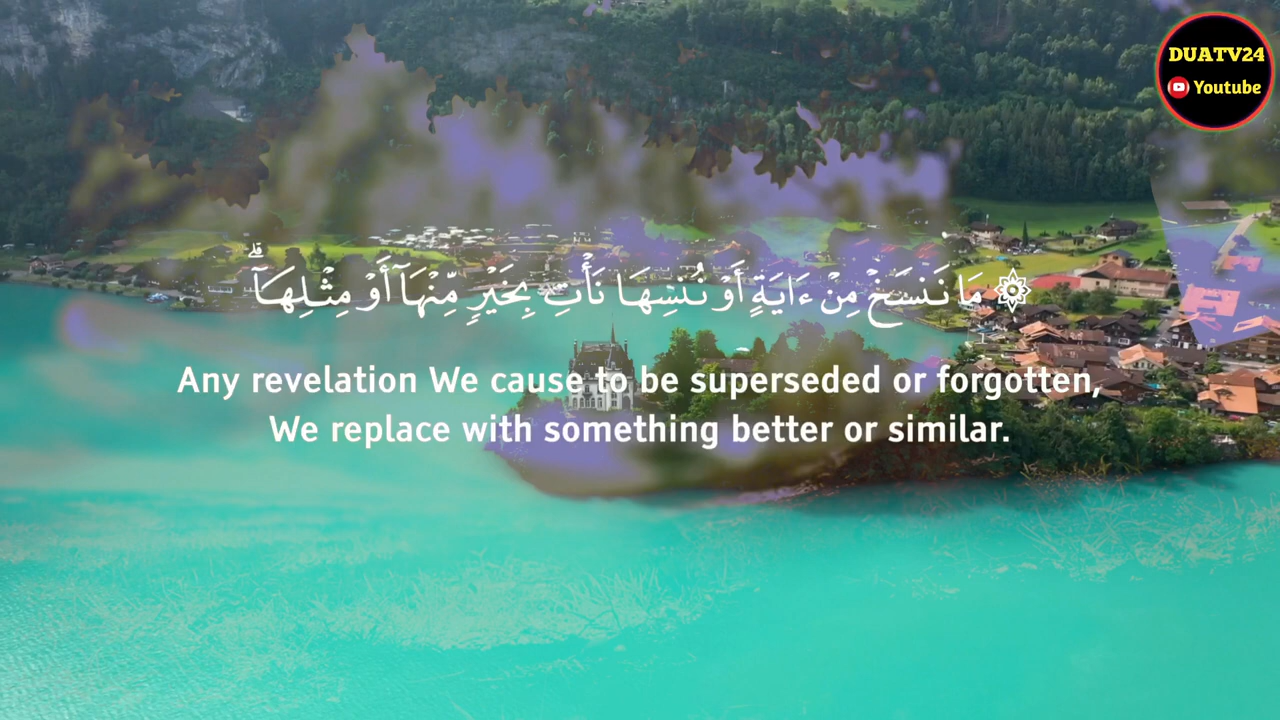 DUATV24
Youtube
۞ مَا نَنسَخْ مِنْ ءَايَةٍ أَوْ نُنسِهَا نَأْتِ بِخَيْرٍ مِّنْهَآ أَوْ مِثْلِهَآ ۗ
Any revelation We cause to be superseded or forgotten,
We replace with something better or similar.